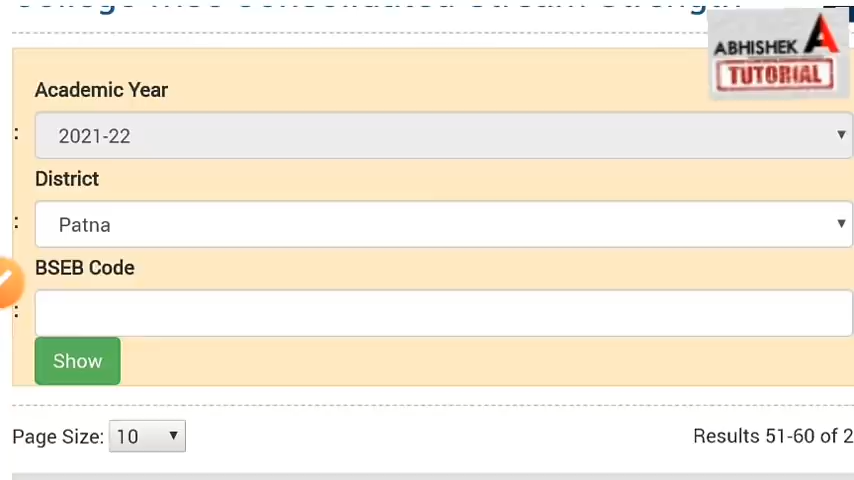 ABHISHEK
TUTORIAL
Academic Year
:
2021-22
District
:
Patna
BSEB Code
:
Show
Page Size: 10
Results 51-60 of 2